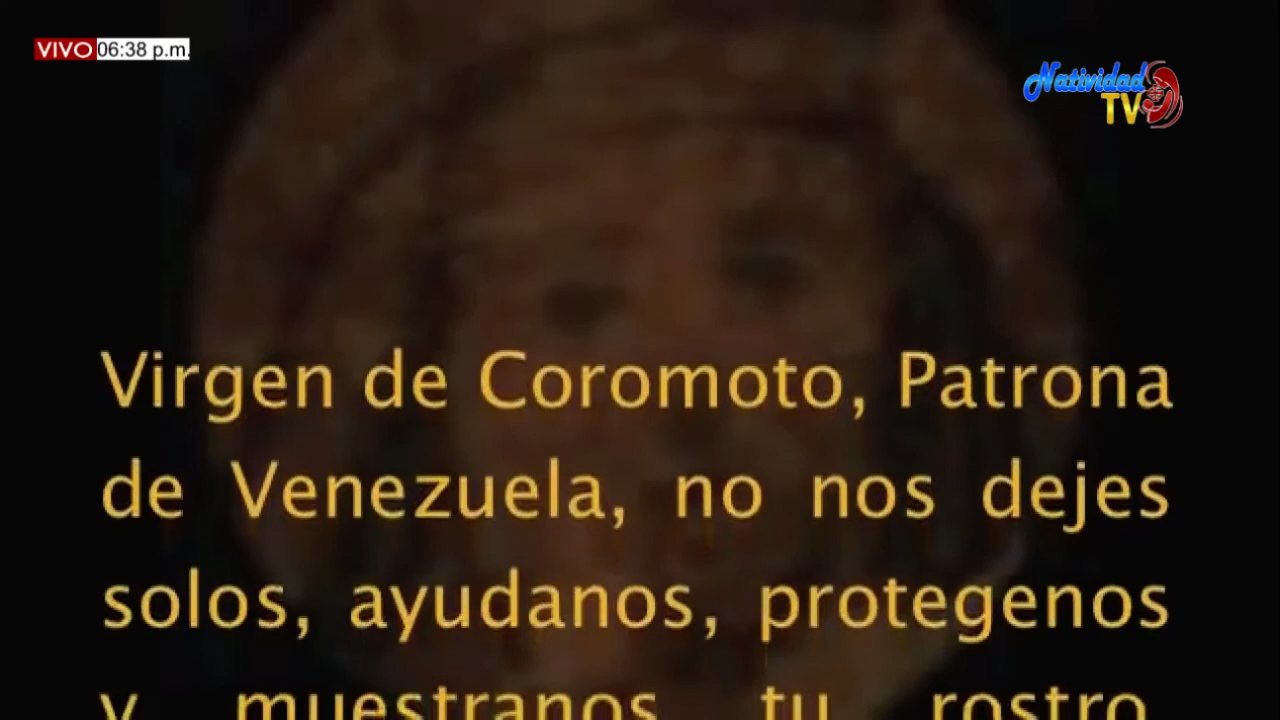 VIVO 06:38 p.m.
Natividad
TV
Virgen de Coromoto, Patrona
de Venezuela, no nos dejes
solos, ayudanos, protegenos
y muestranos tu rostro